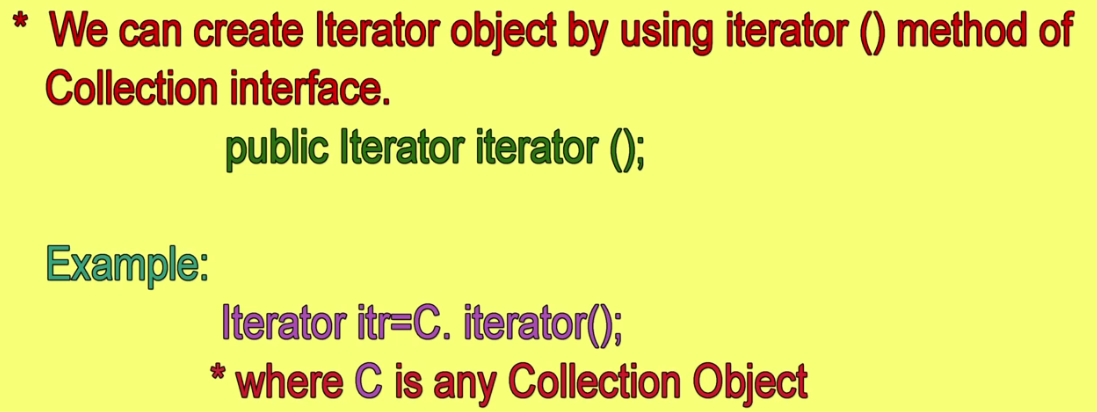 * We can create Iterator object by using iterator () method of
Collection interface.
public Iterator iterator ();
Example:
Iterator itr=C. iterator();
* where C is any Collection Object